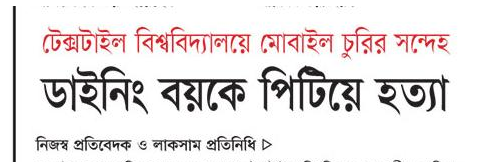 টেক্সটাইল বিশ্ববিদ্যালয়ে মোবাইল চুরির সন্দেহ
ডাইনিং বয়কে পিটিয়ে হত্যা
নিজস্ব প্রতিবেদক ও লাকসাম প্রতিনিধি ▷